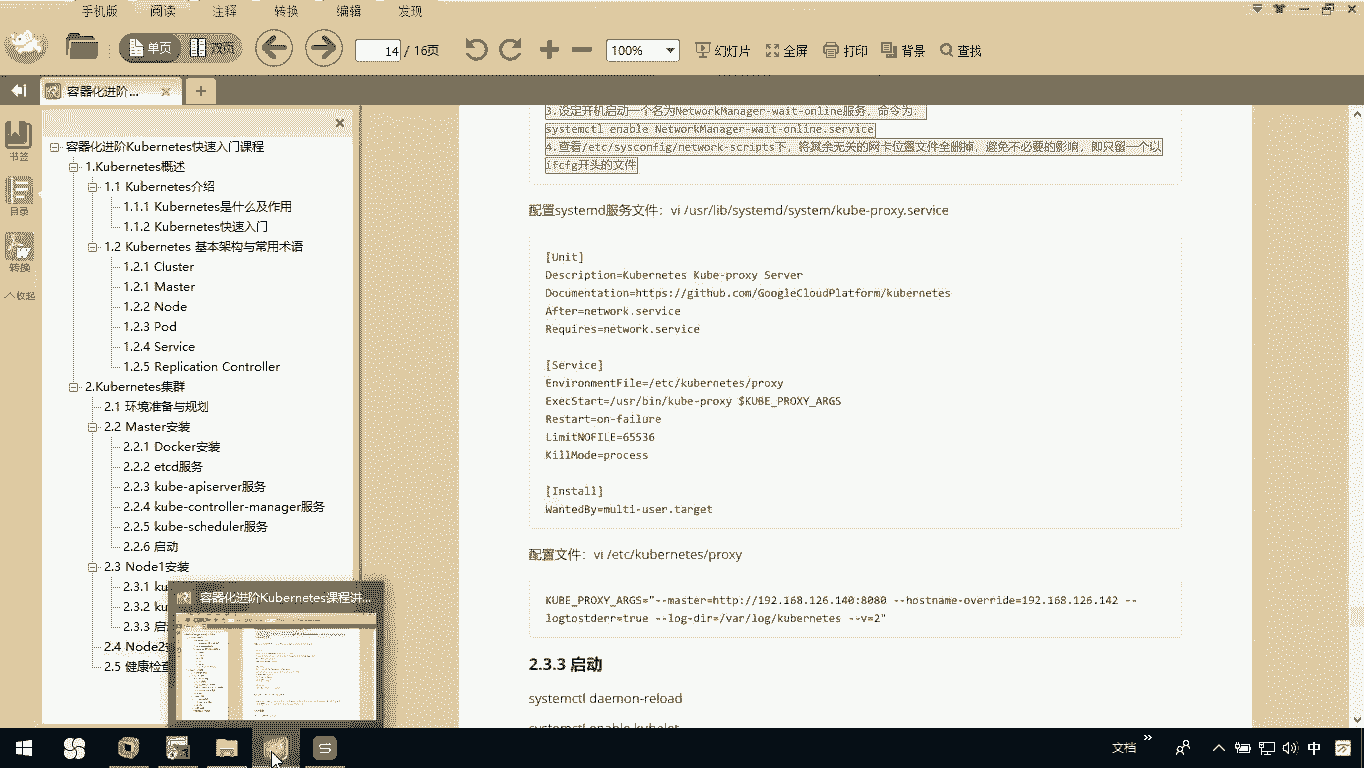 手机版 阅读 注释 转换 编辑 发现
单页 双页 14 / 16页 100% 幻灯片 全屏 打印 背景 查找
容器化进阶...
书签
目录
转换
收起
容器化进阶Kubernetes快速入门课程
1.Kubernetes概述
1.1 Kubernetes介绍
1.1.1 Kubernetes是什么及作用
1.1.2 Kubernetes快速入门
1.2 Kubernetes 基本架构与常用术语
1.2.1 Cluster
1.2.1 Master
1.2.2 Node
1.2.3 Pod
1.2.4 Service
1.2.5 Replication Controller
2.Kubernetes集群
2.1 环境准备与规划
2.2 Master安装
2.2.1 Docker安装
2.2.2 etcd服务
2.2.3 kube-apiserver服务
2.2.4 kube-controller-manager服务
2.2.5 kube-scheduler服务
2.2.6 启动
2.3 Node1安装
2.3.1 ku
2.3.2 ku
2.3.3 启
2.4 Node2
2.5 健康检查
容器化进阶Kubernetes课程讲...
3.设定开机启动一个名为NetworkManager-wait-online服务，命令为：
systemctl enable NetworkManager-wait-online.service
4.查看/etc/sysconfig/network-scripts下，将其余无关的网卡位置文件全删掉，避免不必要的影响，即只留一个以
ifcfg开头的文件
配置systemd服务文件：vi /usr/lib/systemd/system/kube-proxy.service
[Unit]
Description=Kubernetes Kube-proxy Server
Documentation=https://github.com/GoogleCloudPlatform/kubernetes
After=network.service
Requires=network.service
[Service]
EnvironmentFile=/etc/kubernetes/proxy
ExecStart=/usr/bin/kube-proxy $KUBE_PROXY_ARGS
Restart=on-failure
LimitNOFILE=65536
KillMode=process
[Install]
WantedBy=multi-user.target
配置文件：vi /etc/kubernetes/proxy
KUBE_PROXY_ARGS="--master=http://192.168.126.140:8080 --hostname-override=192.168.126.142 --
logtostderr=true --log-dir=/var/log/kubernetes --v=2"
2.3.3 启动
systemctl daemon-reload
systemctl enable kubelet
文档 中